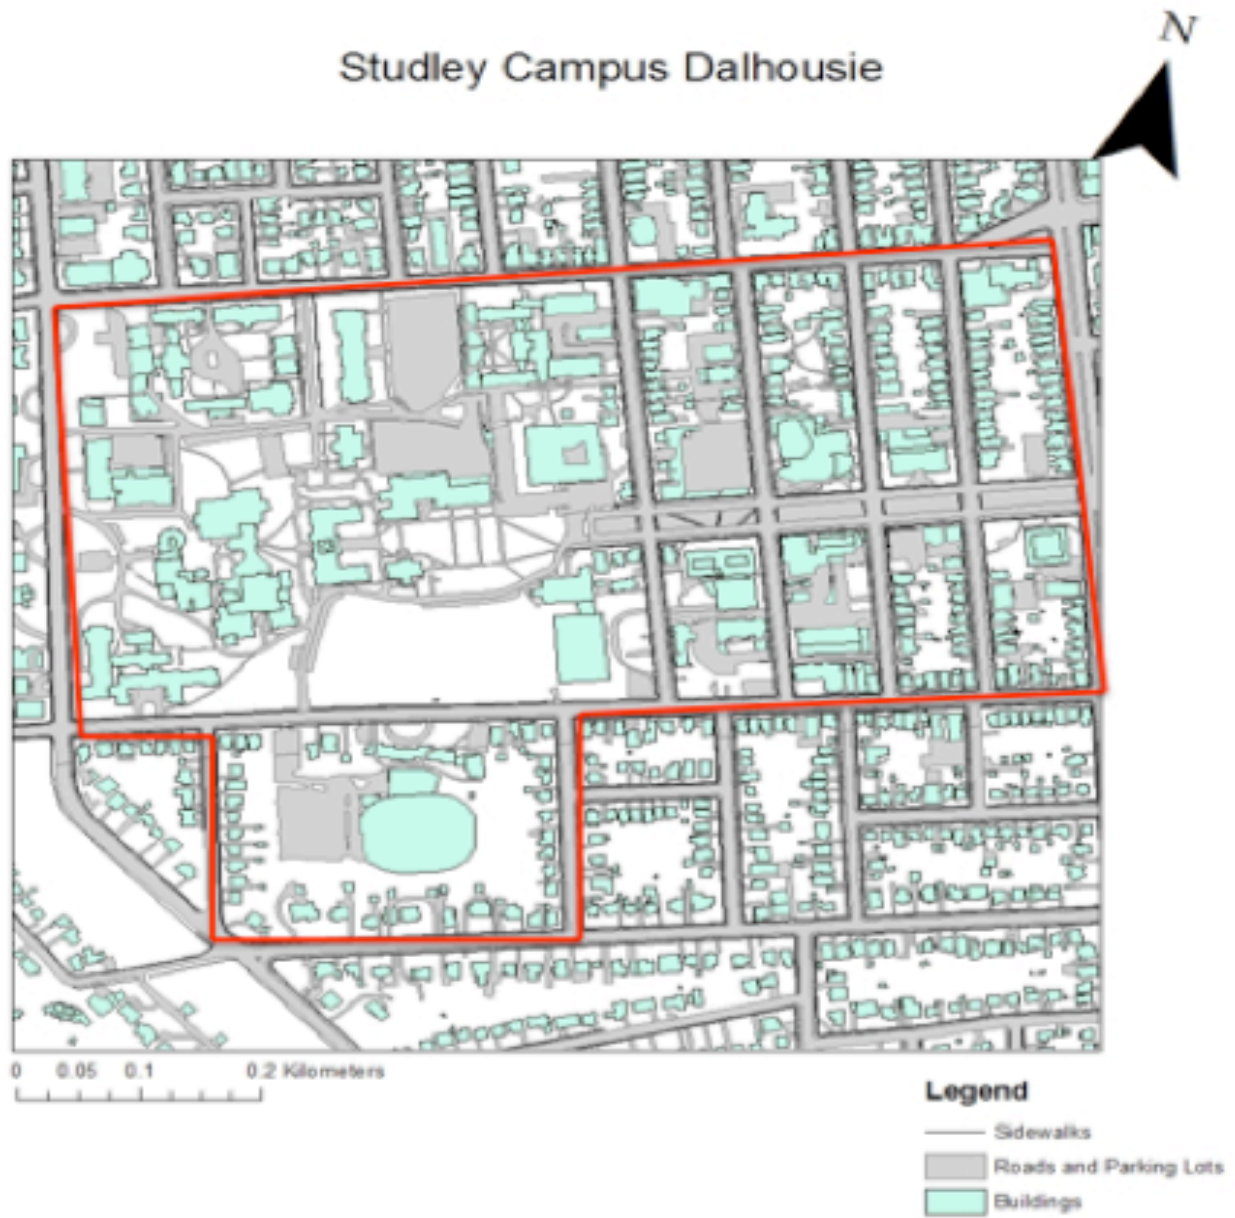 N
Studley Campus Dalhousie
0 0.05 0.1 0.2 Kilometers
Legend
Sidewalks
Roads and Parking Lots
Buildings